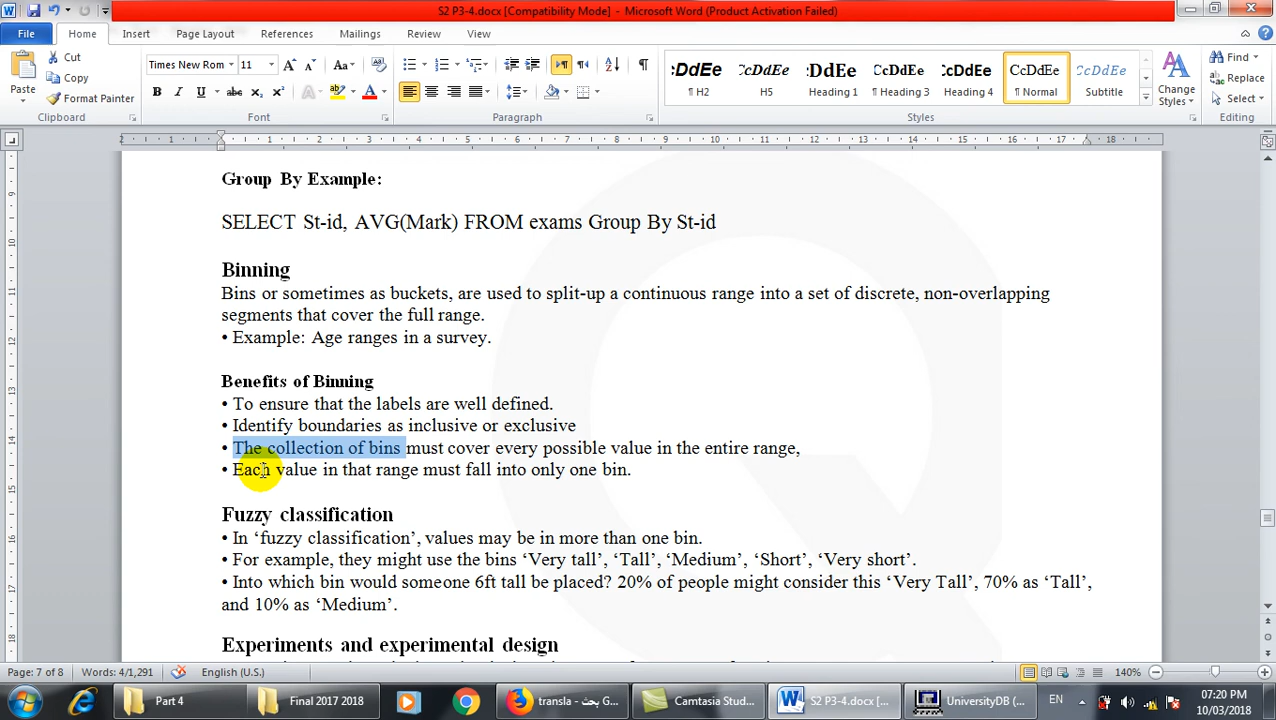 S2 P3-4.docx [Compatibility Mode] - Microsoft Word (Product Activation Failed)
File Home Insert Page Layout References Mailings Review View
Paste Cut Copy Format Painter
Times New Rom 11
AaBbCc
¶ H2 H5 Heading 1 ¶ Heading 3 Heading 4 ¶ Normal Subtitle
Change Styles
Find Replace Select
Clipboard Font Paragraph Styles Editing
Group By Example:
SELECT St-id, AVG(Mark) FROM exams Group By St-id
Binning
Bins or sometimes as buckets, are used to split-up a continuous range into a set of discrete, non-overlapping
segments that cover the full range.
• Example: Age ranges in a survey.
Benefits of Binning
• To ensure that the labels are well defined.
• Identify boundaries as inclusive or exclusive
• The collection of bins must cover every possible value in the entire range,
• Each value in that range must fall into only one bin.
Fuzzy classification
• In ‘fuzzy classification’, values may be in more than one bin.
• For example, they might use the bins ‘Very tall’, ‘Tall’, ‘Medium’, ‘Short’, ‘Very short’.
• Into which bin would someone 6ft tall be placed? 20% of people might consider this ‘Very Tall’, 70% as ‘Tall’,
and 10% as ‘Medium’.
Experiments and experimental design
Page: 7 of 8 Words: 4/1,291 English (U.S.) 140%
Part 4 Final 2017 2018 transla - بحث G... Camtasia Stud... S2 P3-4.docx [... UniversityDB (... EN 07:20 PM
10/03/2018